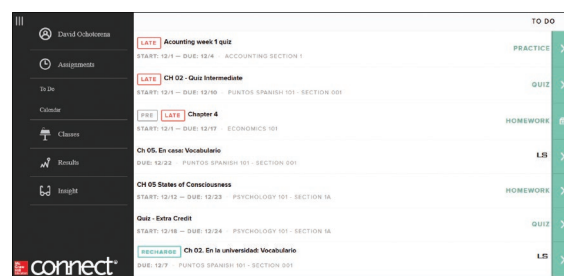 TO DO
David Ochotorena
Assignments
To Do
Calendar
Classes
Results
Insight
connect®
LATE Acounting week 1 quiz
START: 12/1 — DUE: 12/4 · ACCOUNTING SECTION 1
PRACTICE
LATE CH 02 - Quiz Intermediate
START: 12/1 — DUE: 12/10 · PUNTOS SPANISH 101 - SECTION 001
QUIZ
PRE LATE Chapter 4
START: 12/1 — DUE: 12/17 · ECONOMICS 101
HOMEWORK
Ch 05. En casa: Vocabulario
DUE: 12/22 · PUNTOS SPANISH 101 - SECTION 001
LS
CH 05 States of Consciousness
START: 12/12 — DUE: 12/23 · PSYCHOLOGY 101 - SECTION 1A
HOMEWORK
Quiz - Extra Credit
START: 12/18 — DUE: 12/24 · PSYCHOLOGY 101 - SECTION 1A
QUIZ
RECHARGE Ch 02. En la universidad: Vocabulario
DUE: 12/7 · PUNTOS SPANISH 101 - SECTION 001
LS